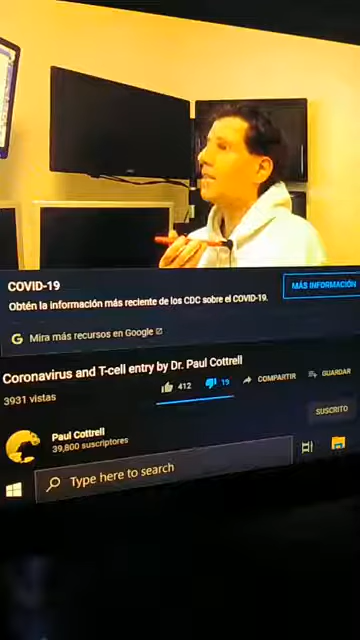 COVID-19
MÁS INFORMACIÓN
Obtén la información más reciente de los CDC sobre el COVID-19.
G Mira más recursos en Google
Coronavirus and T-cell entry by Dr. Paul Cottrell
3931 vistas
412
19
COMPARTIR
GUARDAR
Paul Cottrell
39,800 suscriptores
SUSCRITO
Type here to search